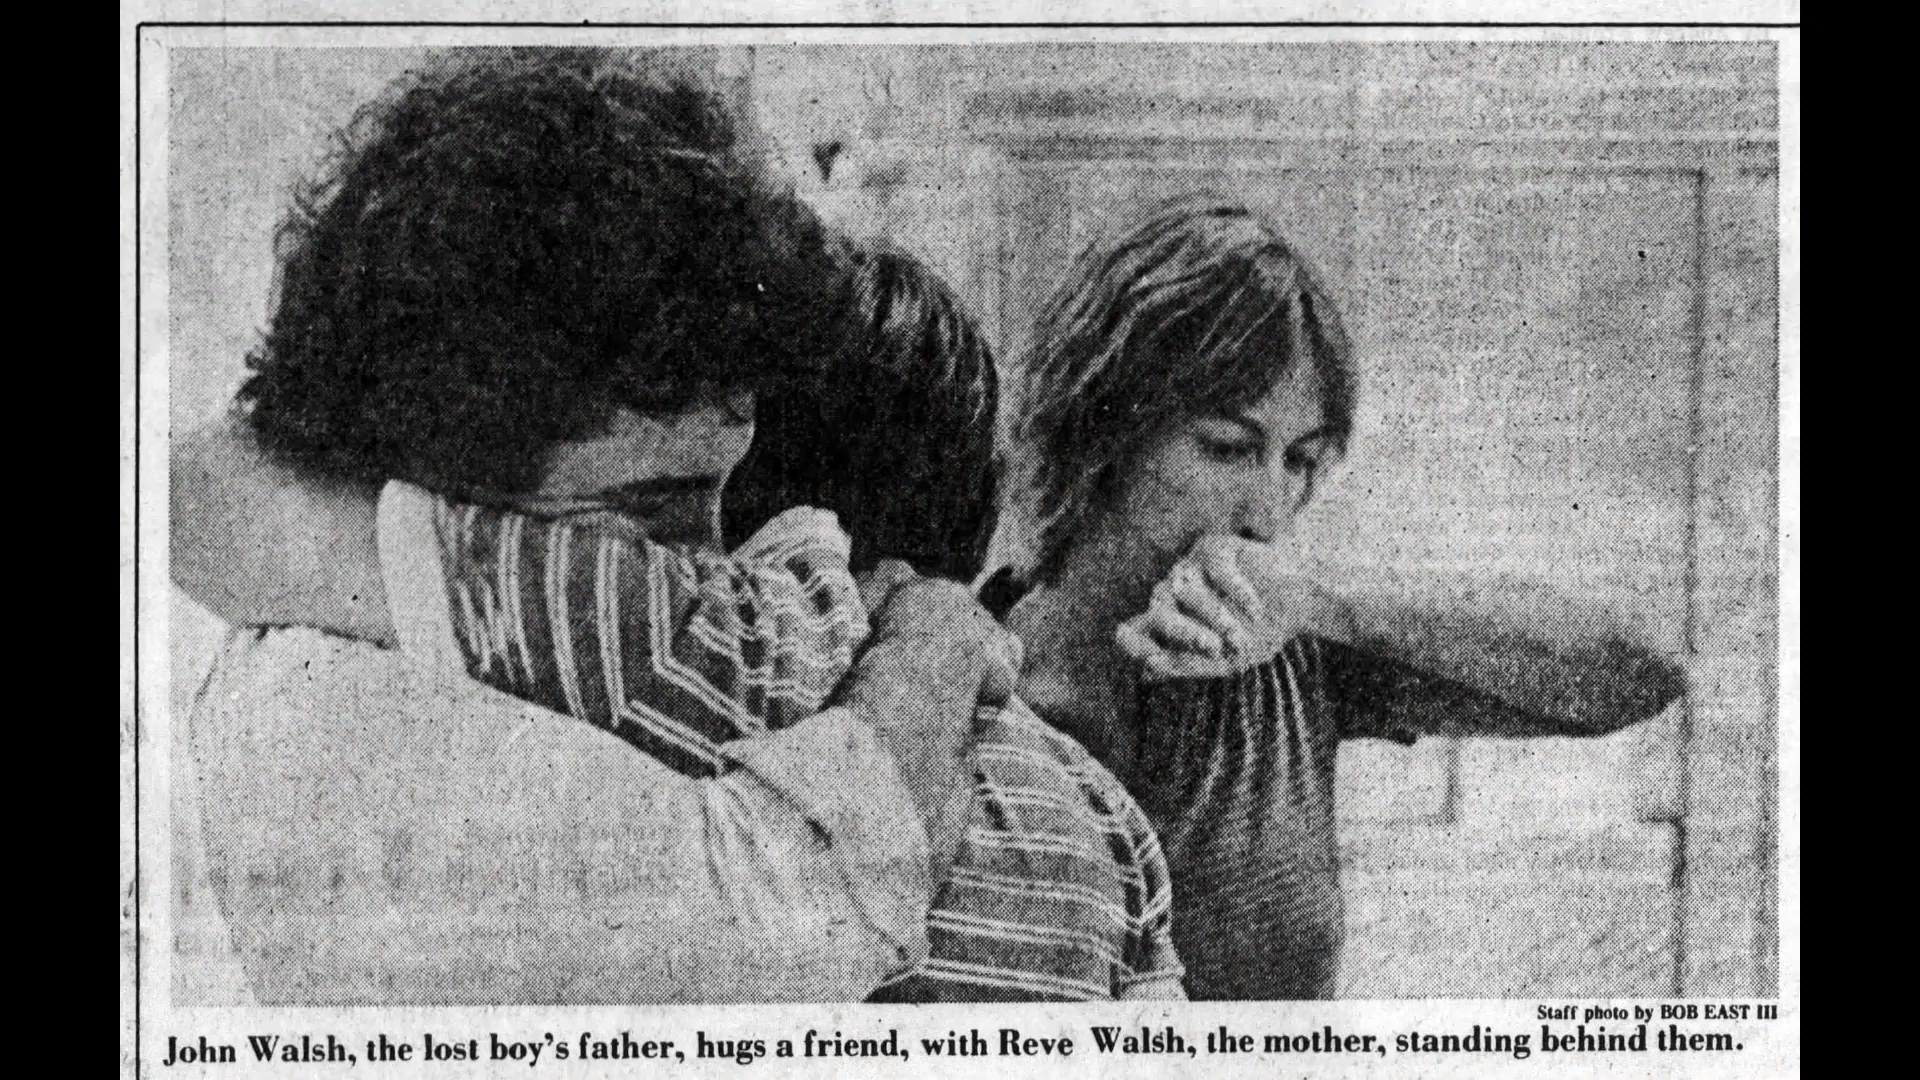 Staff photo by BOB EAST III
John Walsh, the lost boy's father, hugs a friend, with Reve Walsh, the mother, standing behind them.